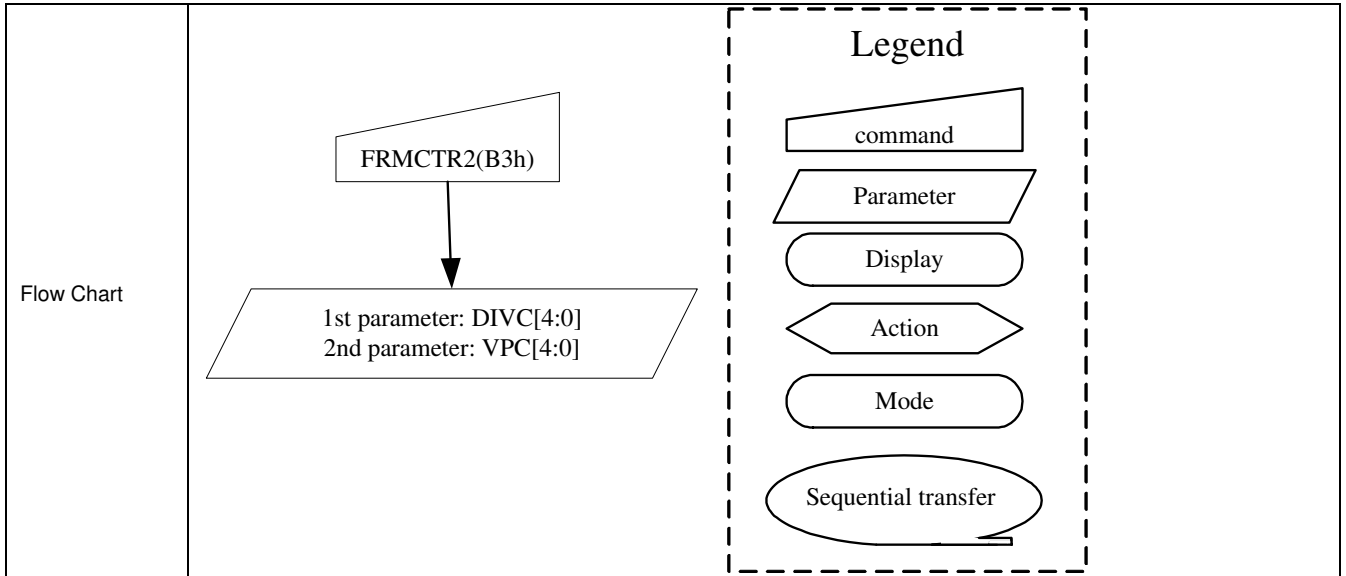 Flow Chart
FRMCTR2(B3h)
1st parameter: DIVC[4:0]
2nd parameter: VPC[4:0]
Legend
command
Parameter
Display
Action
Mode
Sequential transfer